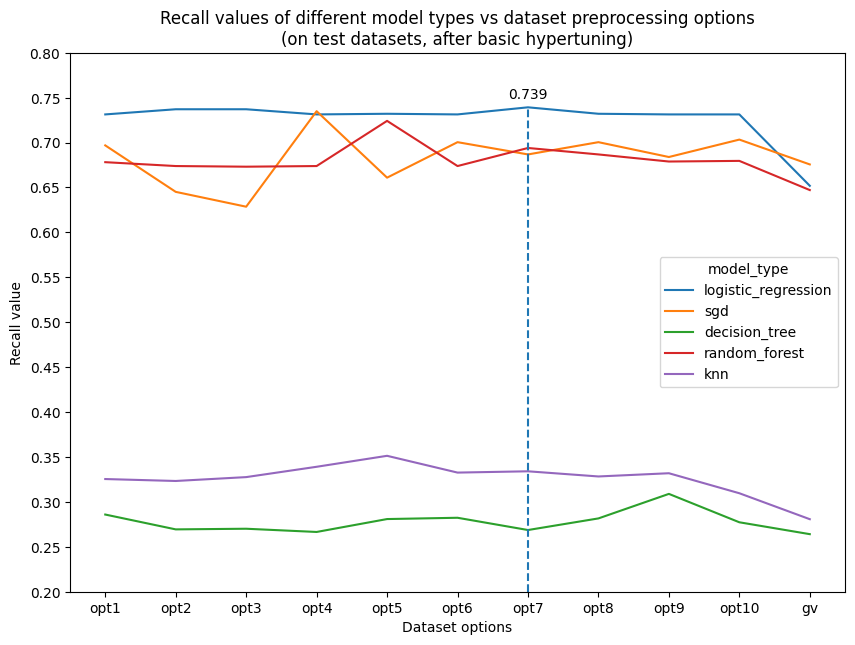 Recall values of different model types vs dataset preprocessing options
(on test datasets, after basic hypertuning)
0.80
0.75
0.70
0.65
0.60
0.55
0.50
0.45
0.40
0.35
0.30
0.25
0.20
Recall value
0.739
model_type
logistic_regression
sgd
decision_tree
random_forest
knn
opt1 opt2 opt3 opt4 opt5 opt6 opt7 opt8 opt9 opt10 gv
Dataset options